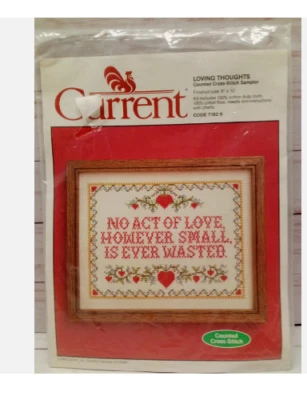 LOVING THOUGHTS
Counted Cross-Stitch Sampler
Current
NO ACT OF LOVE,
HOWEVER SMALL,
IS EVER WASTED.
Counted
Cross-Stitch